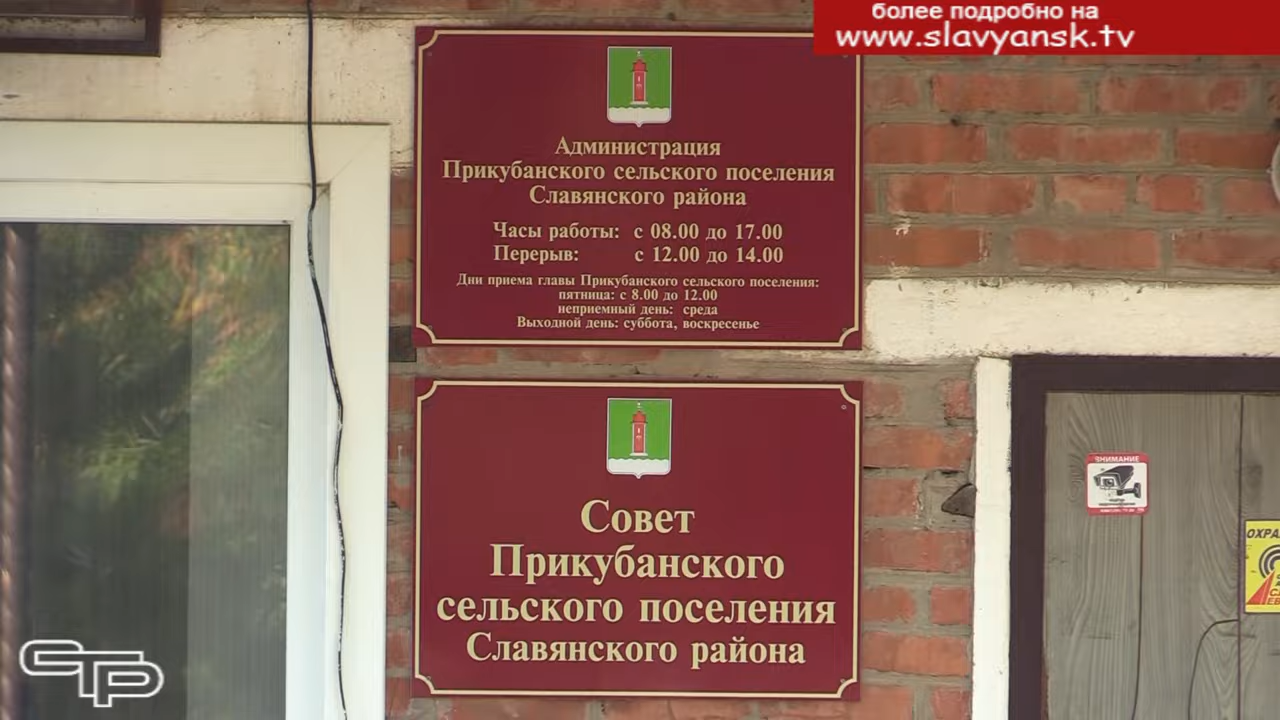 более подробно на
www.slavyansk.tv
Администрация
Прикубанского сельского поселения
Славянского района
Часы работы: с 08.00 до 17.00
Перерыв: с 12.00 до 14.00
Дни приема главы Прикубанского сельского поселения:
пятница: с 8.00 до 12.00
неприемный день: среда
Выходной день: суббота, воскресенье
Совет
Прикубанского
сельского поселения
Славянского района
ВНИМАНИЕ
СТР